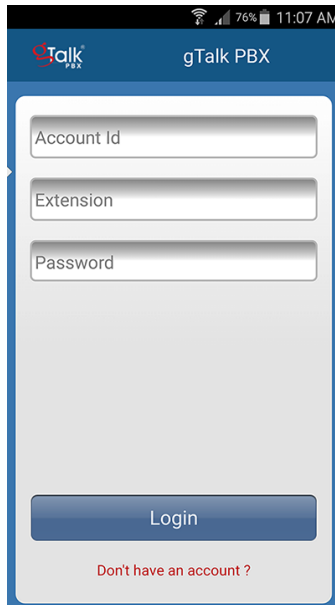 76% 11:07 AM
gTalk
PBX
gTalk PBX
Account Id
Extension
Password
Login
Don't have an account ?